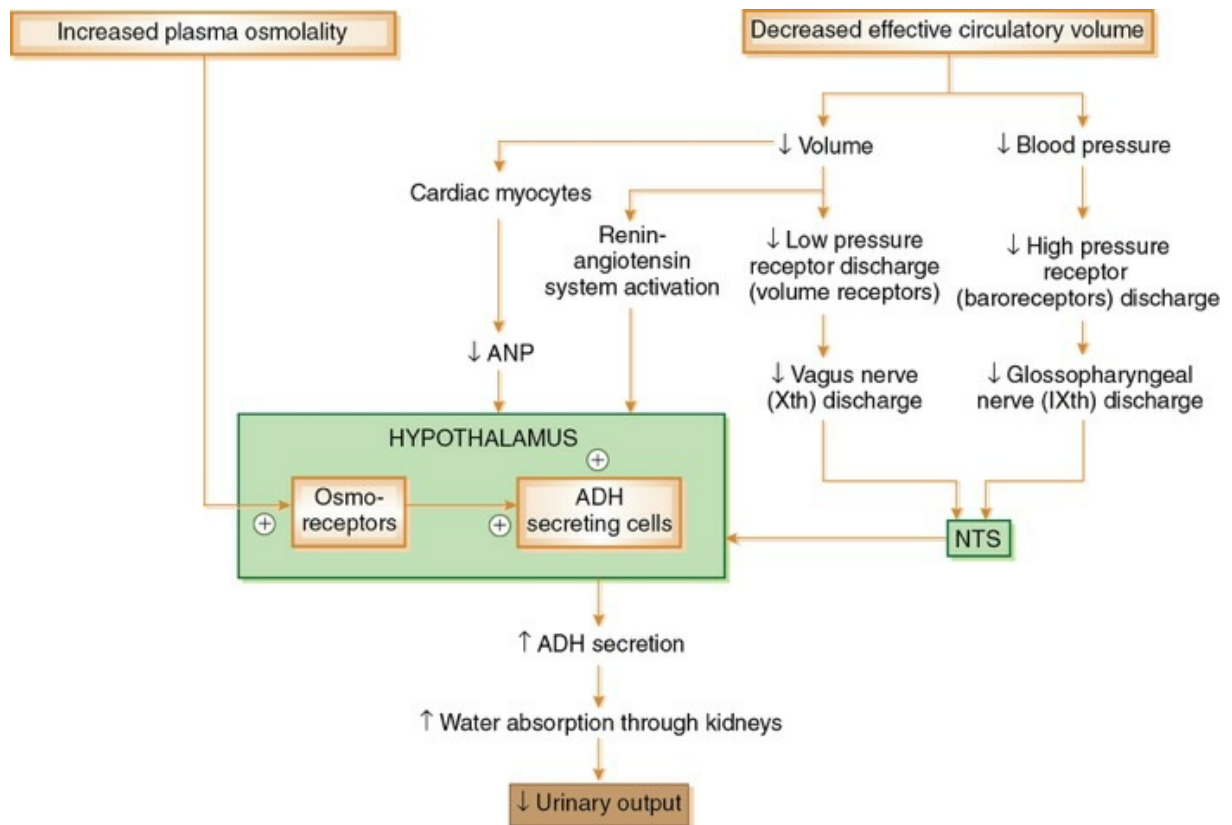 Increased plasma osmolality
Decreased effective circulatory volume
↓ Volume
↓ Blood pressure
Cardiac myocytes
Renin-
angiotensin
system activation
↓ Low pressure
receptor discharge
(volume receptors)
↓ High pressure
receptor
(baroreceptors) discharge
↓ ANP
↓ Vagus nerve
(Xth) discharge
↓ Glossopharyngeal
nerve (IXth) discharge
HYPOTHALAMUS
+
Osmo-
receptors
+
+
ADH
secreting cells
NTS
↑ ADH secretion
↑ Water absorption through kidneys
↓ Urinary output